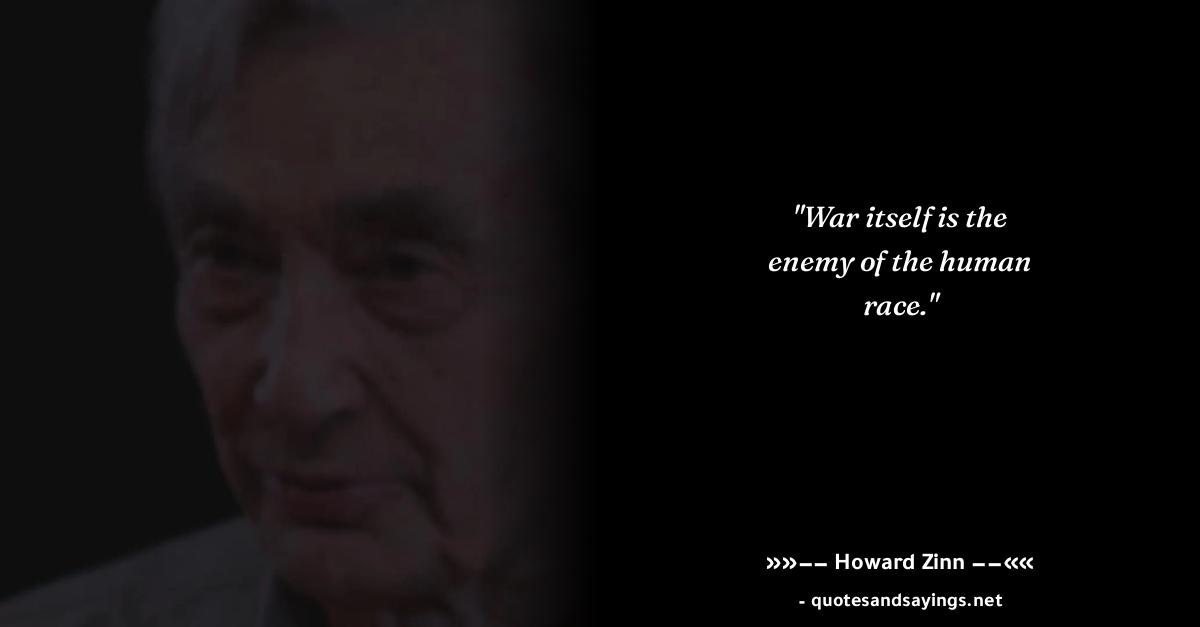 "War itself is the
enemy of the human
race."
»»–– Howard Zinn ––««
- quotesandsayings.net